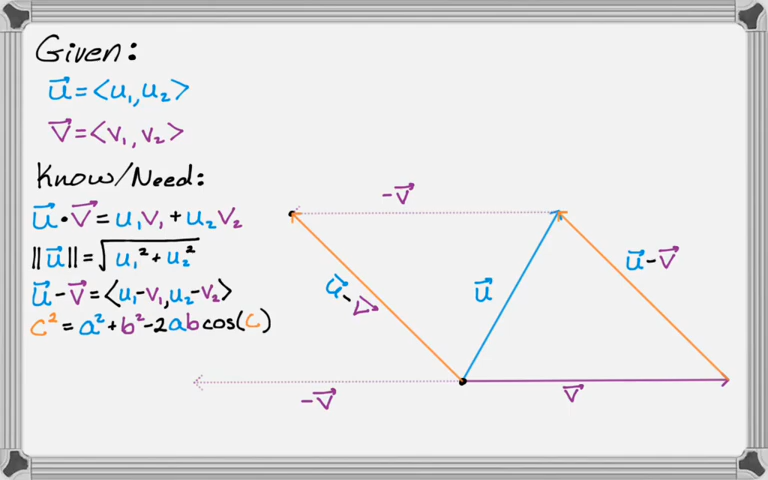 Given:
u⃗ = <u₁, u₂>
v⃗ = <v₁, v₂>
Know/Need:
u⃗ · v⃗ = u₁v₁ + u₂v₂
||u⃗|| = √(u₁² + u₂²)
u⃗ - v⃗ = <u₁-v₁, u₂-v₂>
c² = a² + b² - 2ab cos(C)
-v⃗
u⃗ - v⃗
u⃗
u⃗ - v⃗
-v⃗
v⃗